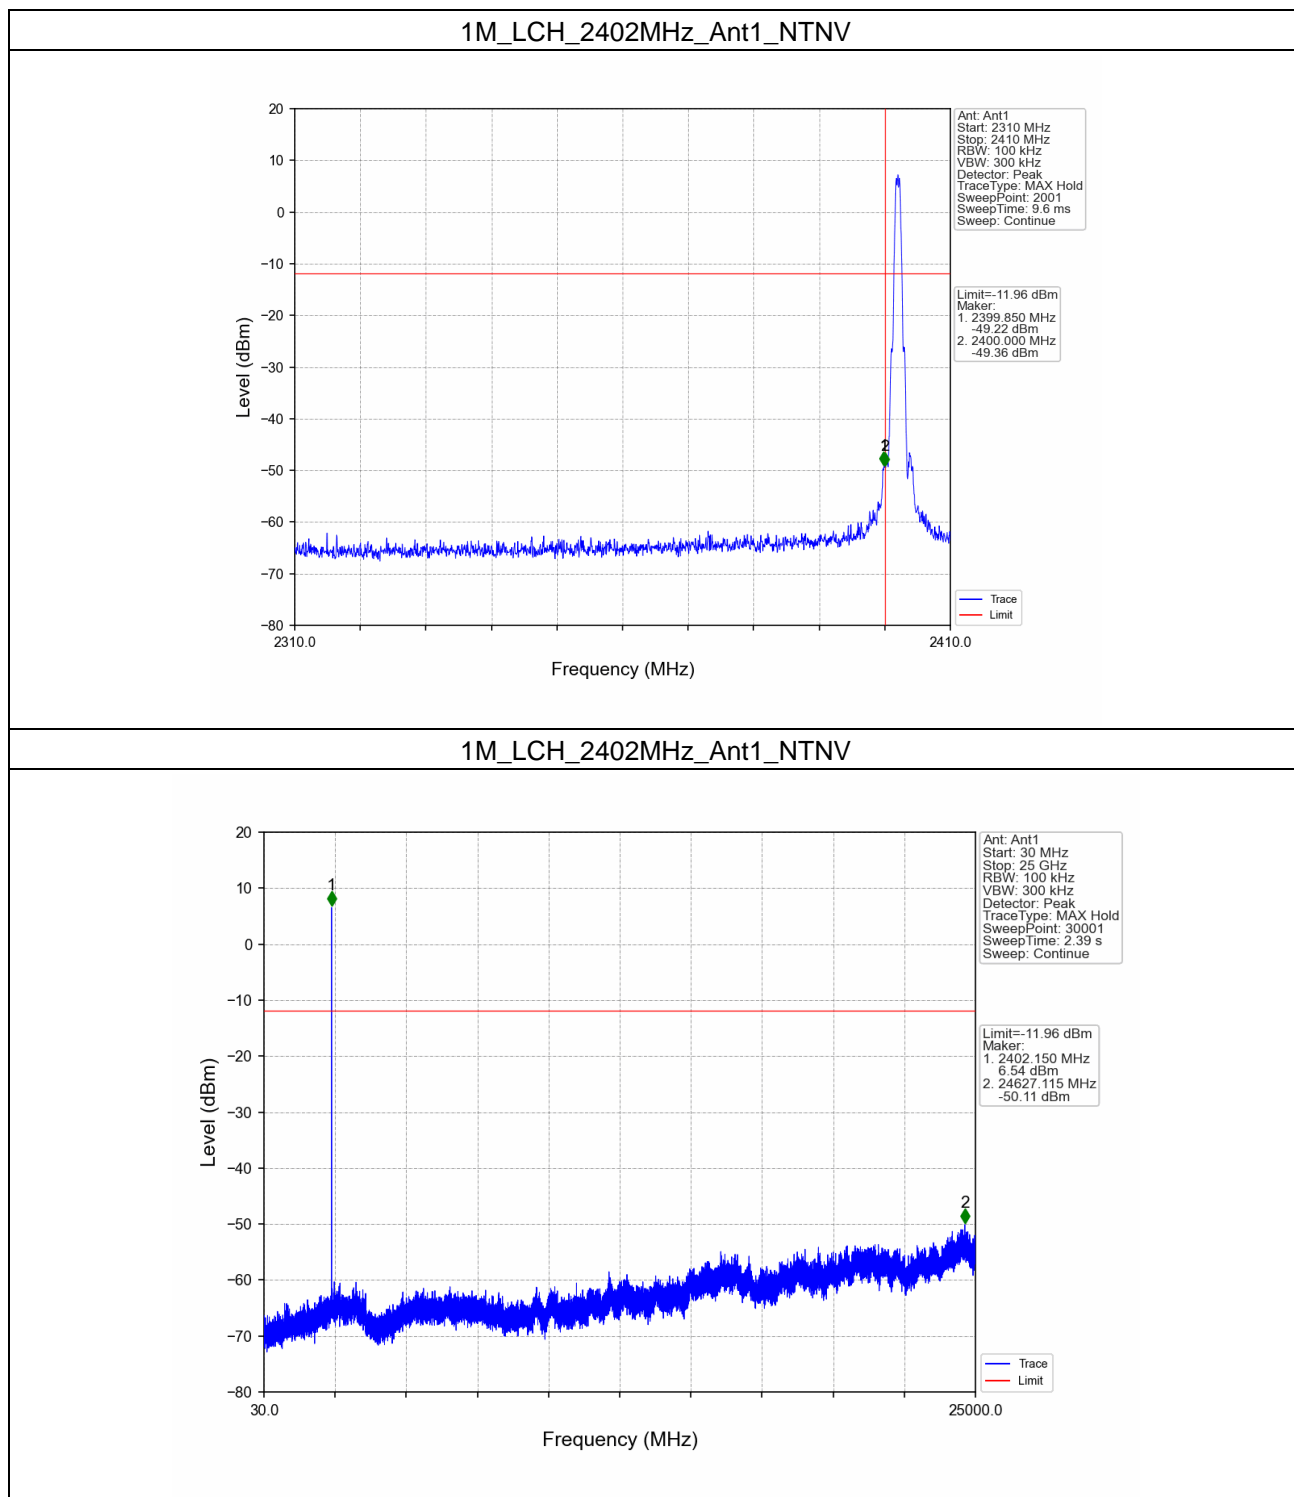 1M_LCH_2402MHz_Ant1_NTNV
20
10
0
−10
−20
−30
−40
−50
−60
−70
−80
Level (dBm)
2310.0
2410.0
Frequency (MHz)
2
Ant: Ant1
Start: 2310 MHz
Stop: 2410 MHz
RBW: 100 kHz
VBW: 300 kHz
Detector: Peak
TraceType: MAX Hold
SweepPoint: 2001
SweepTime: 9.6 ms
Sweep: Continue
Limit=-11.96 dBm
Maker:
1. 2399.850 MHz
-49.22 dBm
2. 2400.000 MHz
-49.36 dBm
Trace
Limit
1M_LCH_2402MHz_Ant1_NTNV
20
10
0
−10
−20
−30
−40
−50
−60
−70
−80
Level (dBm)
30.0
25000.0
Frequency (MHz)
1
2
Ant: Ant1
Start: 30 MHz
Stop: 25 GHz
RBW: 100 kHz
VBW: 300 kHz
Detector: Peak
TraceType: MAX Hold
SweepPoint: 30001
SweepTime: 2.39 s
Sweep: Continue
Limit=-11.96 dBm
Maker:
1. 2402.150 MHz
6.54 dBm
2. 24627.115 MHz
-50.11 dBm
Trace
Limit